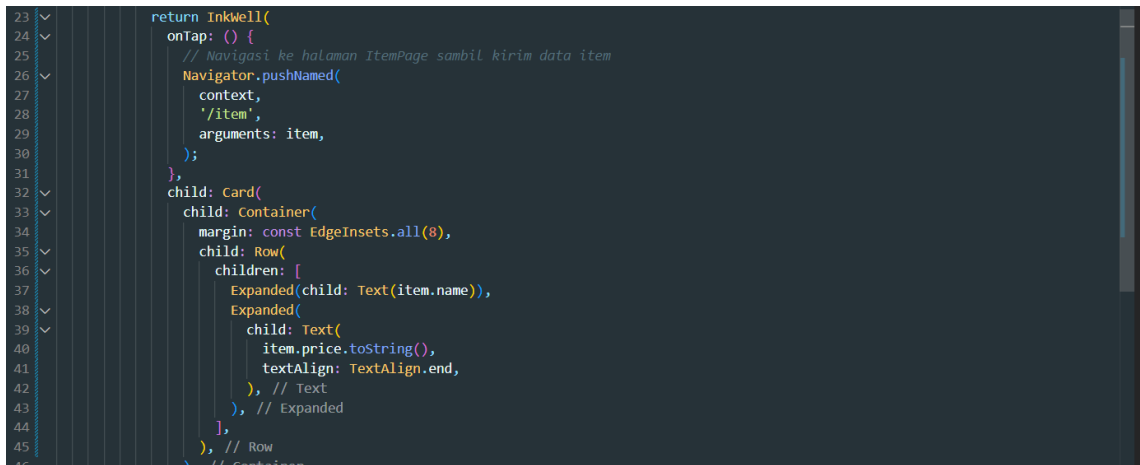 23 return InkWell(
24 onTap: () {
25 // Navigasi ke halaman ItemPage sambil kirim data item
26 Navigator.pushNamed(
27 context,
28 '/item',
29 arguments: item,
30 );
31 },
32 child: Card(
33 child: Container(
34 margin: const EdgeInsets.all(8),
35 child: Row(
36 children: [
37 Expanded(child: Text(item.name)),
38 Expanded(
39 child: Text(
40 item.price.toString(),
41 textAlign: TextAlign.end,
42 ), // Text
43 ), // Expanded
44 ],
45 ), // Row
46 ), // Container